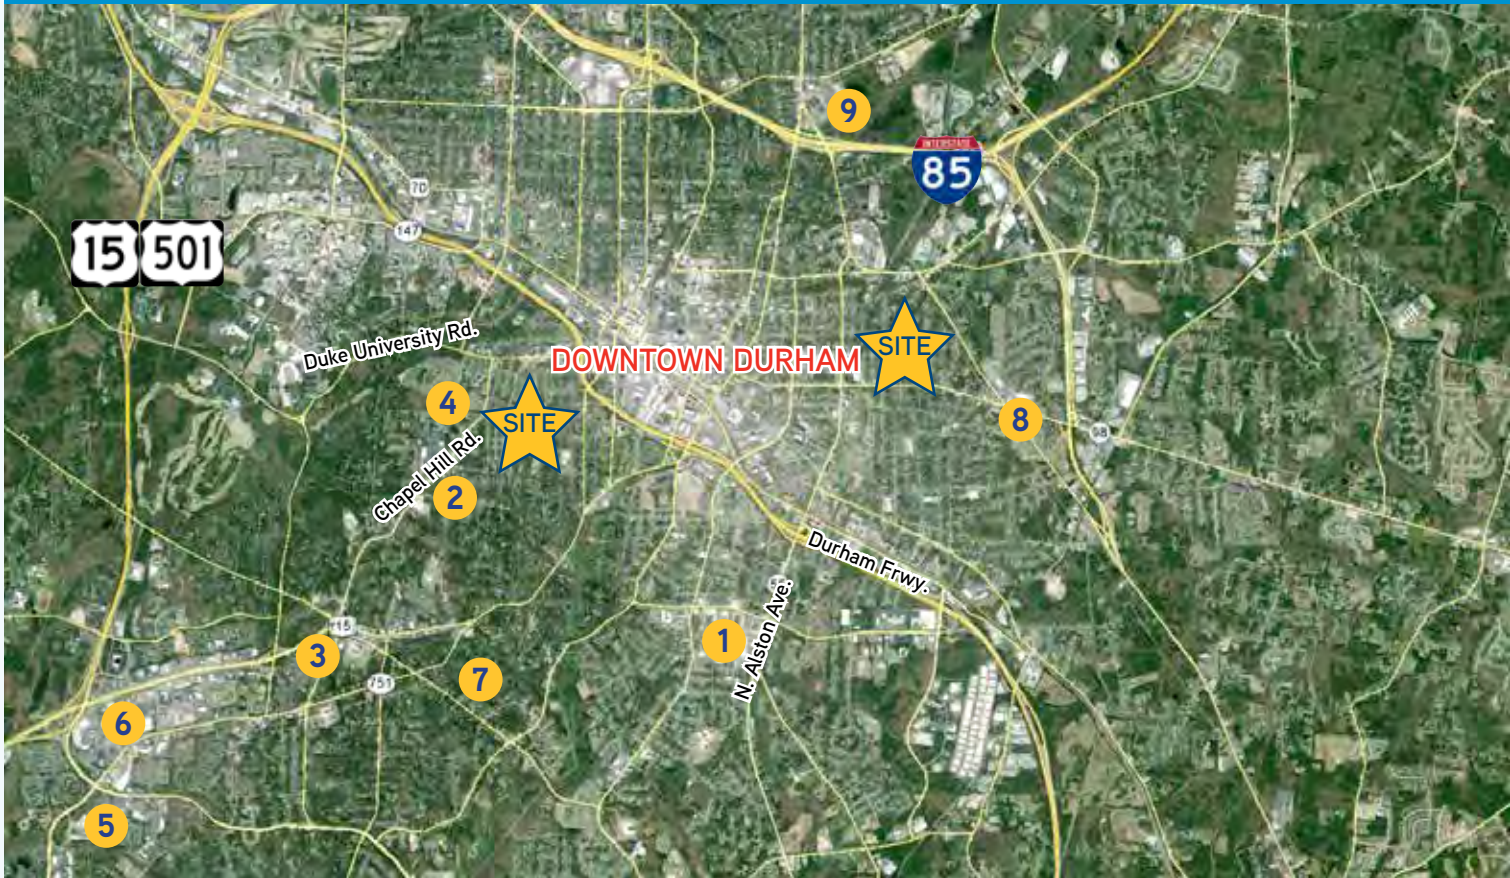 9
INTERSTATE
85
70
147
15
501
Duke University Rd.
DOWNTOWN DURHAM
SITE
4
SITE
8
98
Chapel Hill Rd.
2
Durham Frwy.
N. Alston Ave.
15
1
3
7
751
6
5